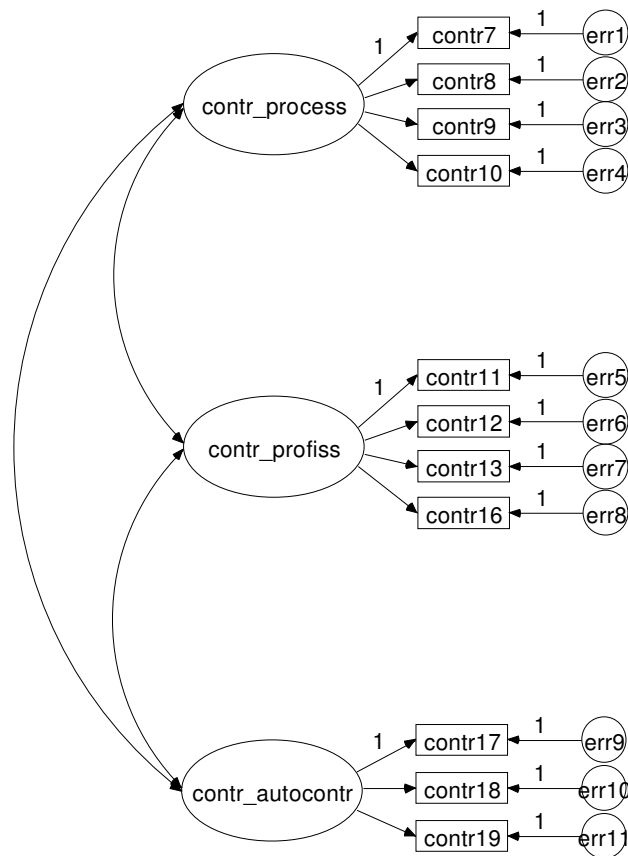 1 contr7 1 err1
contr8 1 err2
contr_process
contr9 1 err3
contr10 1 err4
1 contr11 1 err5
contr12 1 err6
contr_profiss
contr13 1 err7
contr16 1 err8
1 contr17 1 err9
contr_autocontr contr18 1 err10
contr19 1 err11